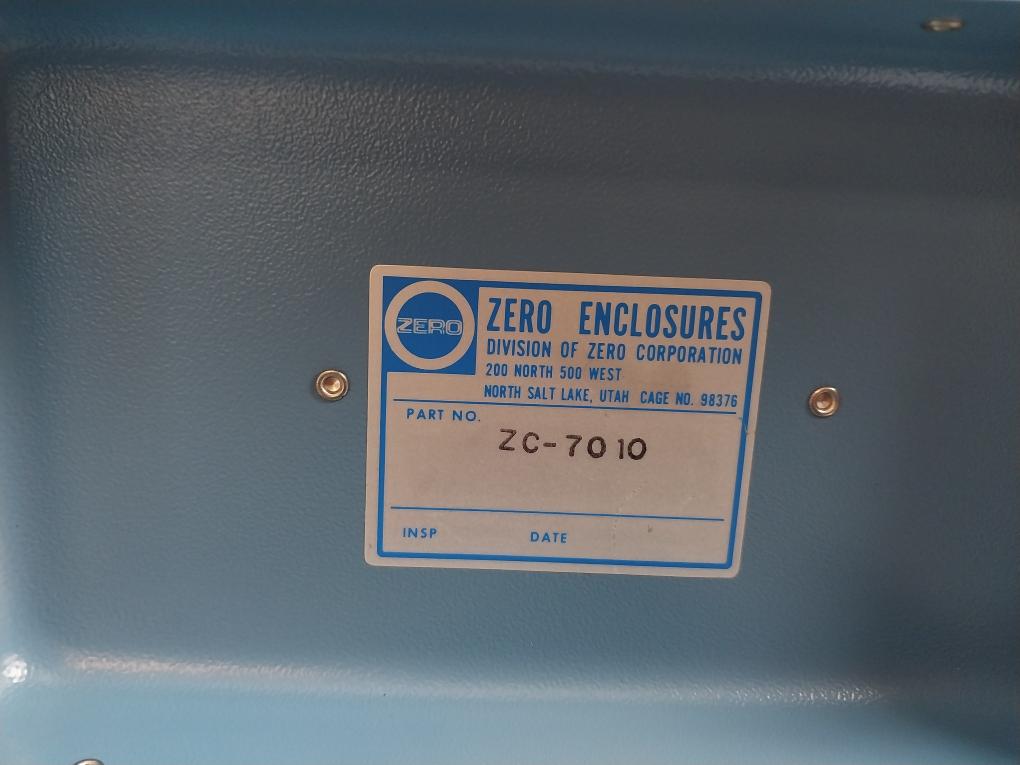 ZERO
ZERO ENCLOSURES
DIVISION OF ZERO CORPORATION
200 NORTH 500 WEST
NORTH SALT LAKE, UTAH CAGE NO. 98376
PART NO.
ZC-7010
INSP DATE